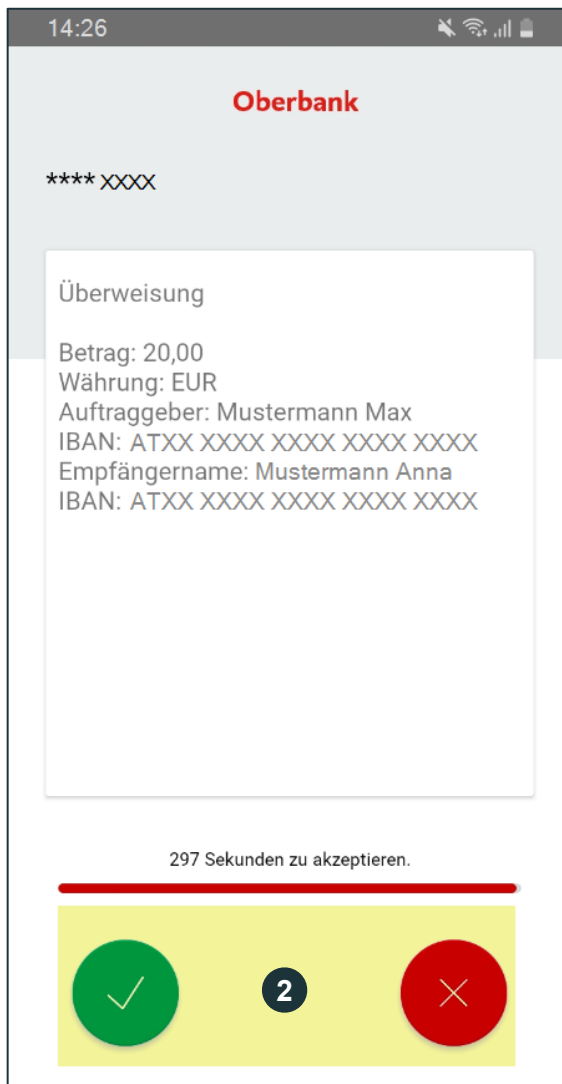 14:26
Oberbank
**** XXXX
Überweisung
Betrag: 20,00
Währung: EUR
Auftraggeber: Mustermann Max
IBAN: ATXX XXXX XXXX XXXX XXXX
Empfängername: Mustermann Anna
IBAN: ATXX XXXX XXXX XXXX XXXX
297 Sekunden zu akzeptieren.
2